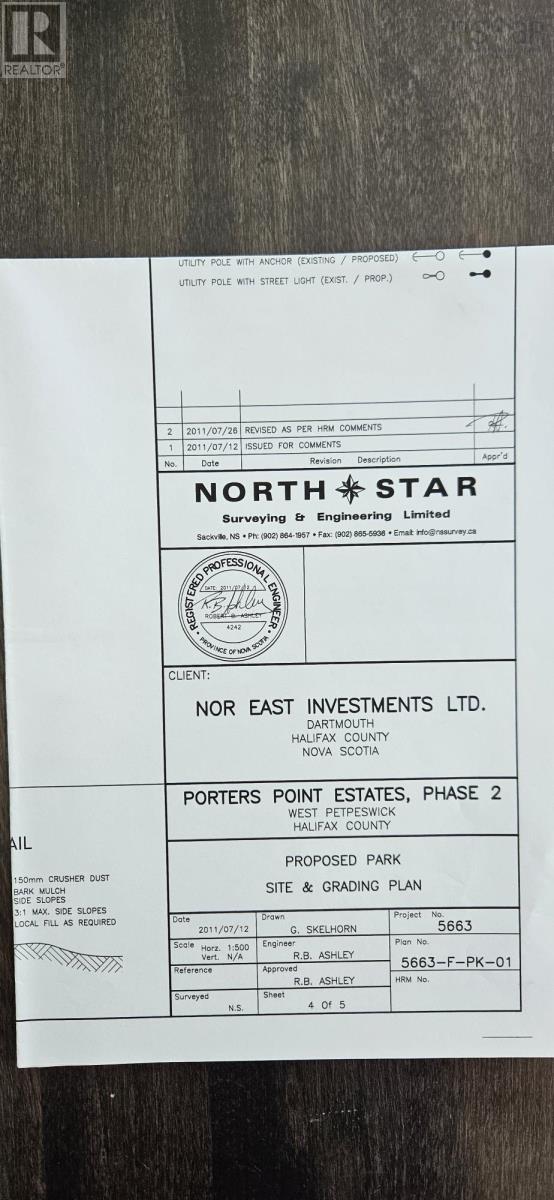 REALTOR®
UTILITY POLE WITH ANCHOR (EXISTING / PROPOSED)
UTILITY POLE WITH STREET LIGHT (EXIST. / PROP.)
2 2011/07/26 REVISED AS PER HRM COMMENTS
1 2011/07/12 ISSUED FOR COMMENTS
No. Date Revision Description Appr'd
NORTH STAR
Surveying & Engineering Limited
Sackville, NS • Ph: (902) 864-1957 • Fax: (902) 865-5936 • Email: info@nssurvey.ca
REGISTERED PROFESSIONAL ENGINEER
DATE: 2011/07/12
R.B. Ashley
ROBERT B. ASHLEY
4242
PROVINCE OF NOVA SCOTIA
CLIENT:
NOR EAST INVESTMENTS LTD.
DARTMOUTH
HALIFAX COUNTY
NOVA SCOTIA
PORTERS POINT ESTATES, PHASE 2
WEST PETPESWICK
HALIFAX COUNTY
AIL
150mm CRUSHER DUST
BARK MULCH
SIDE SLOPES
3:1 MAX. SIDE SLOPES
LOCAL FILL AS REQUIRED
PROPOSED PARK
SITE & GRADING PLAN
Date 2011/07/12
Drawn G. SKELHORN
Project No. 5663
Scale Horz. 1:500
Vert. N/A
Engineer R.B. ASHLEY
Plan No. 5663-F-PK-01
Reference
Approved R.B. ASHLEY
HRM No.
Surveyed N.S.
Sheet 4 Of 5